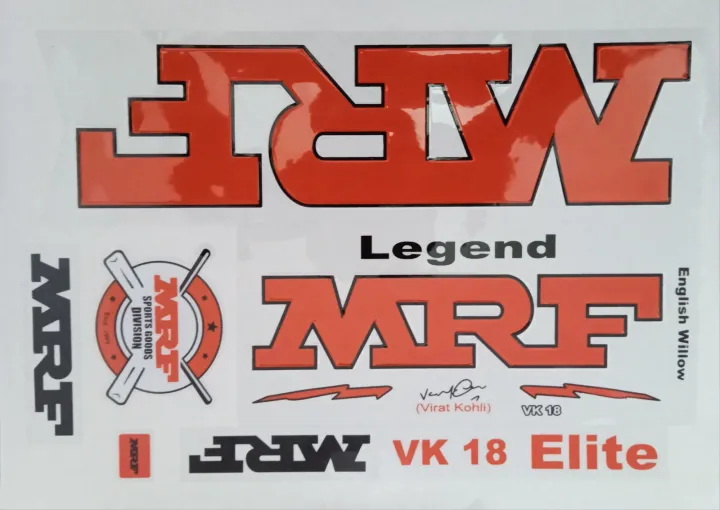 MRF
Legend
MRF
English Willow
(Virat Kohli)
VK 18
MRF
MRF
SPORTS GOODS
DIVISION
MRF
MRF
VK 18 Elite